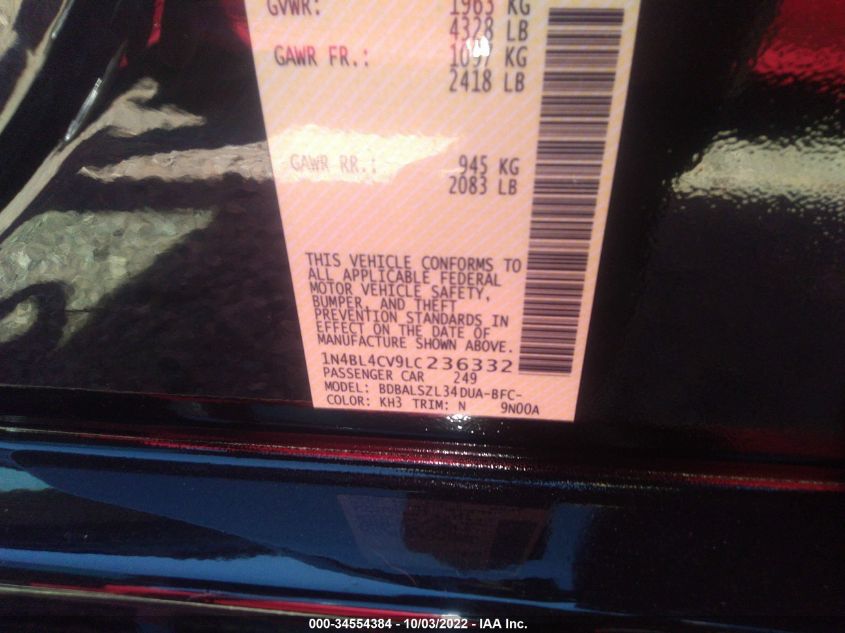 GVWR: 1963 KG
4328 LB
GAWR FR.: 1097 KG
2418 LB
GAWR RR.: 945 KG
2083 LB
THIS VEHICLE CONFORMS TO
ALL APPLICABLE FEDERAL
MOTOR VEHICLE SAFETY,
BUMPER, AND THEFT
PREVENTION STANDARDS IN
EFFECT ON THE DATE OF
MANUFACTURE SHOWN ABOVE.
1N4BL4CV9LC236332
PASSENGER CAR 249
MODEL: BDBALSZL34DUA-BFC-
COLOR: KH3 TRIM: N 9N00A
000-34554384 - 10/03/2022 - IAA Inc.